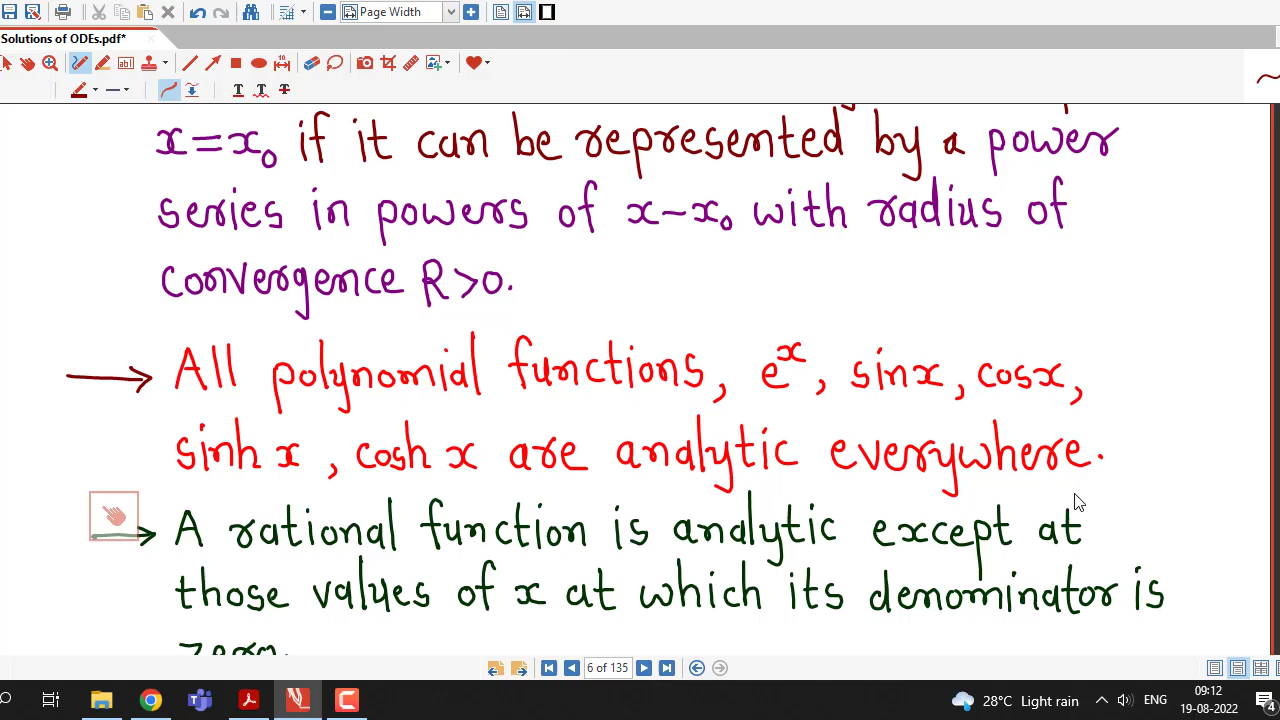 Page Width
Solutions of ODEs.pdf*
x=x₀ if it can be represented by a power
series in powers of x-x₀ with radius of
convergence R>0.
→ All polynomial functions, eˣ, sinx, cosx,
sinh x, cosh x are analytic everywhere.
→ A rational function is analytic except at
those values of x at which its denominator is
zero.
6 of 135
28°C Light rain
ENG
09:12
19-08-2022
4